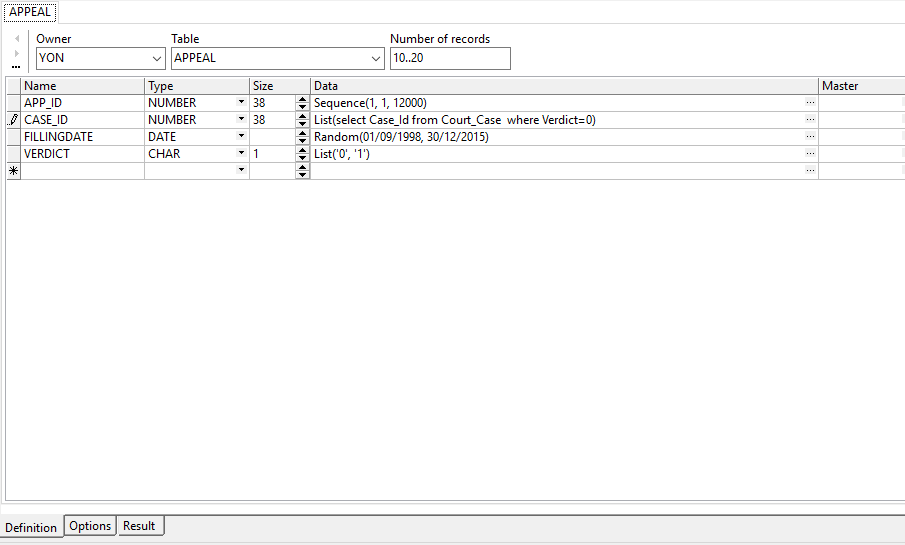 APPEAL
Owner Table Number of records
YON APPEAL 10..20
Name Type Size Data Master
APP_ID NUMBER 38 Sequence(1, 1, 12000) ...
CASE_ID NUMBER 38 List(select Case_Id from Court_Case  where Verdict=0) ...
FILLINGDATE DATE Random(01/09/1998, 30/12/2015) ...
VERDICT CHAR 1 List('0', '1') ...
Definition Options Result